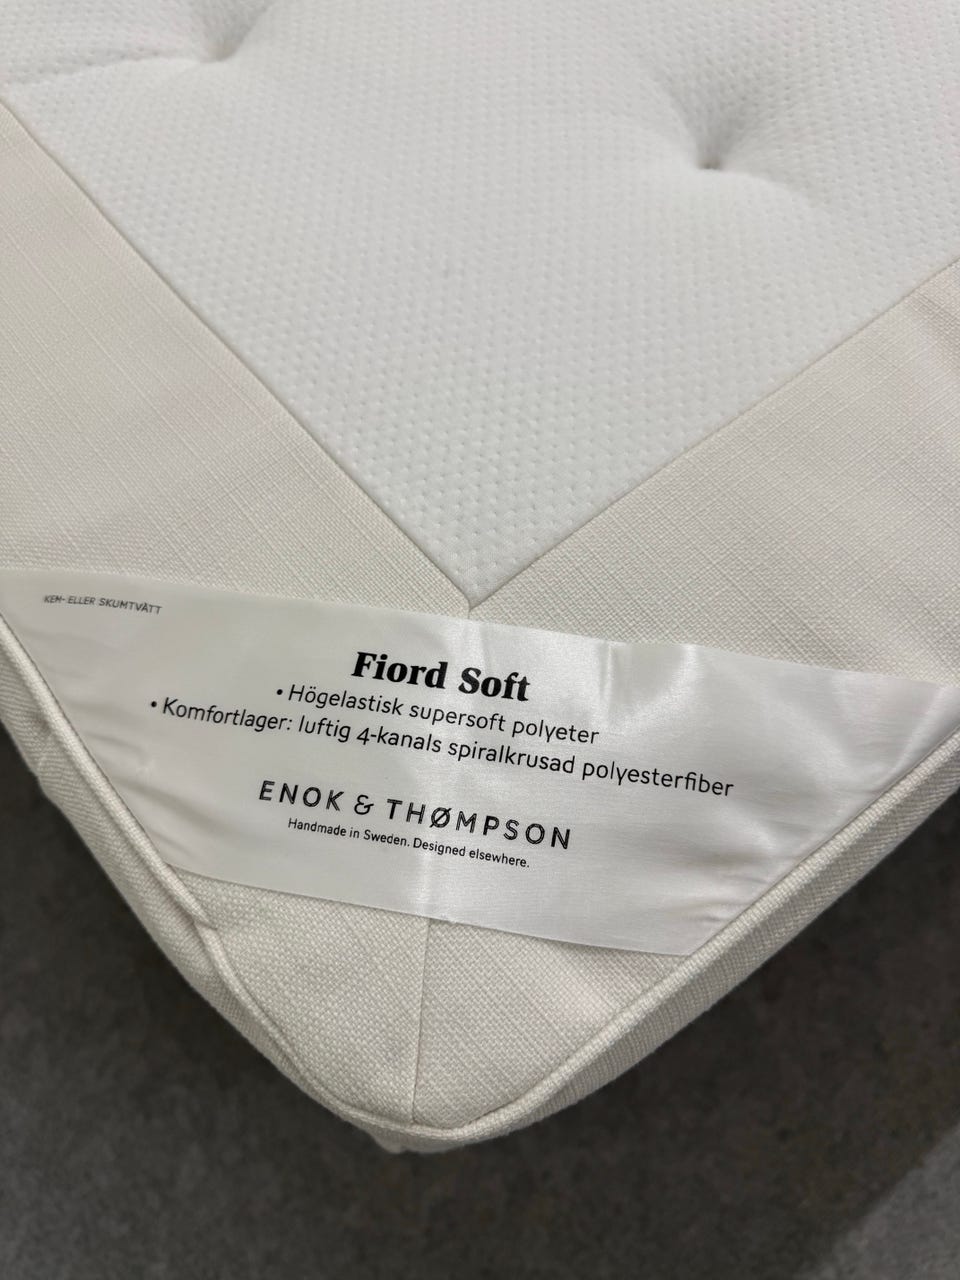 KEM- ELLER SKUMTVÄTT
Fiord Soft
• Högelastisk supersoft polyeter
• Komfortlager: luftig 4-kanals spiralkrusad polyesterfiber
ENOK & THØMPSON
Handmade in Sweden. Designed elsewhere.